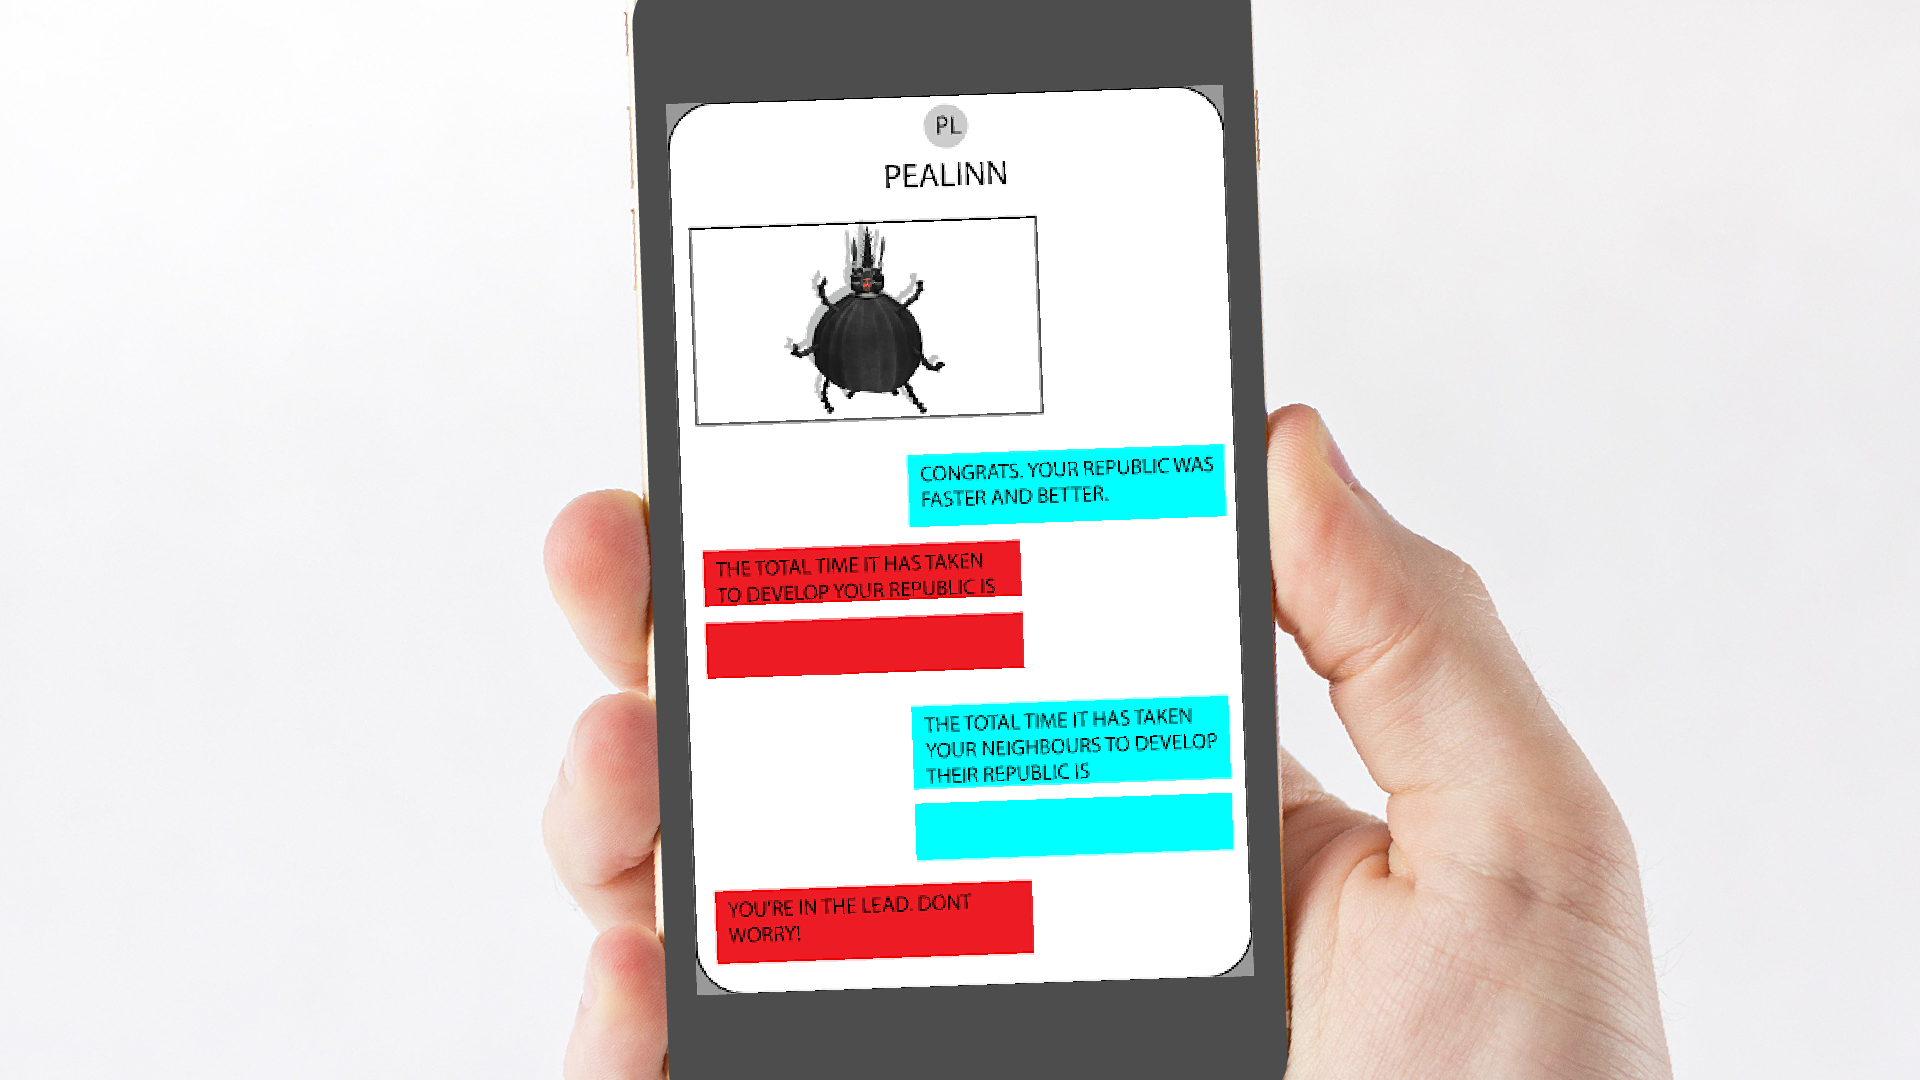 PL
PEALINN
CONGRATS. YOUR REPUBLIC WAS
FASTER AND BETTER.
THE TOTAL TIME IT HAS TAKEN
TO DEVELOP YOUR REPUBLIC IS
THE TOTAL TIME IT HAS TAKEN
YOUR NEIGHBOURS TO DEVELOP
THEIR REPUBLIC IS
YOU'RE IN THE LEAD. DONT
WORRY!